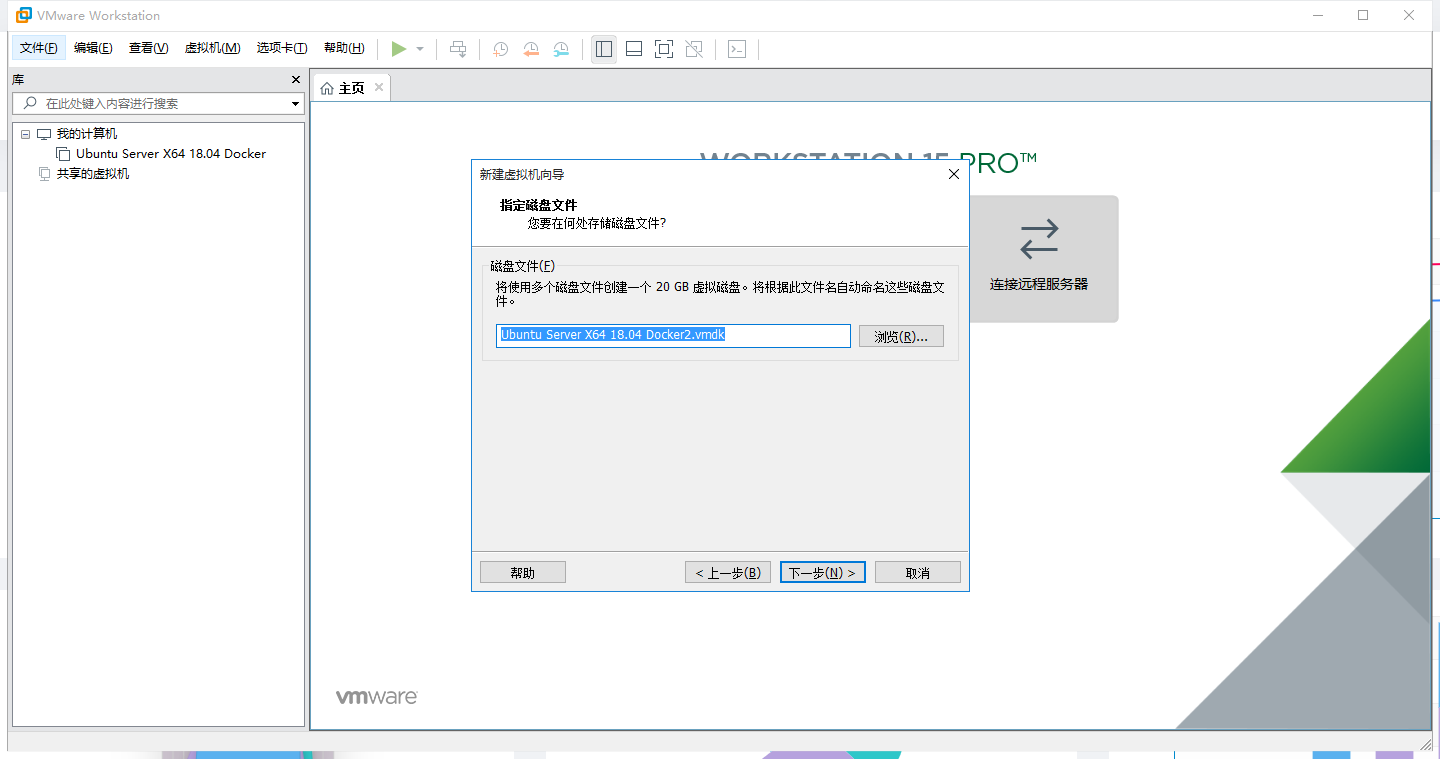 VMware Workstation
文件(F) 编辑(E) 查看(V) 虚拟机(M) 选项卡(T) 帮助(H)
库
在此处键入内容进行搜索
我的计算机
Ubuntu Server X64 18.04 Docker
共享的虚拟机
主页
WORKSTATION 15 PRO™
连接远程服务器
新建虚拟机向导
指定磁盘文件
您要在何处存储磁盘文件?
磁盘文件(F)
将使用多个磁盘文件创建一个 20 GB 虚拟磁盘。将根据此文件名自动命名这些磁盘文
件。
Ubuntu Server X64 18.04 Docker2.vmdk
浏览(R)...
帮助
< 上一步(B)
下一步(N) >
取消
vmware